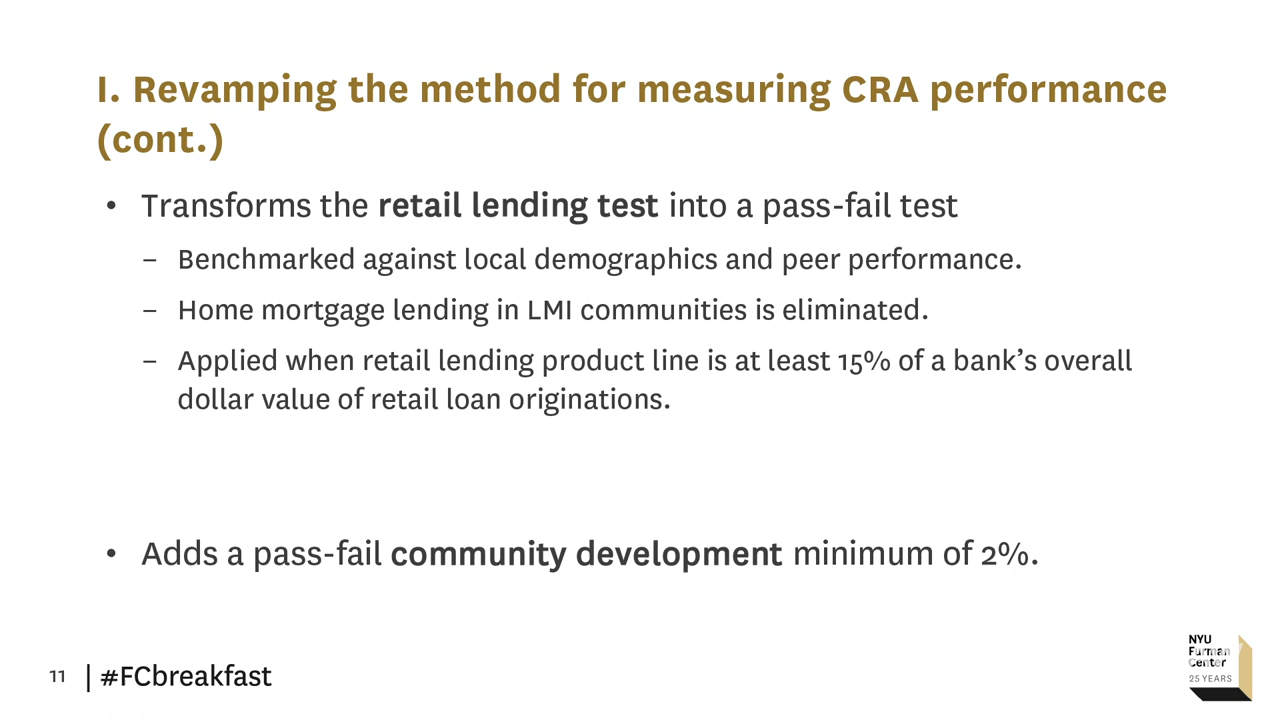 I. Revamping the method for measuring CRA performance
(cont.)
• Transforms the retail lending test into a pass-fail test
– Benchmarked against local demographics and peer performance.
– Home mortgage lending in LMI communities is eliminated.
– Applied when retail lending product line is at least 15% of a bank’s overall
dollar value of retail loan originations.
• Adds a pass-fail community development minimum of 2%.
11 | #FCbreakfast
NYU
Furman
Center
25 YEARS